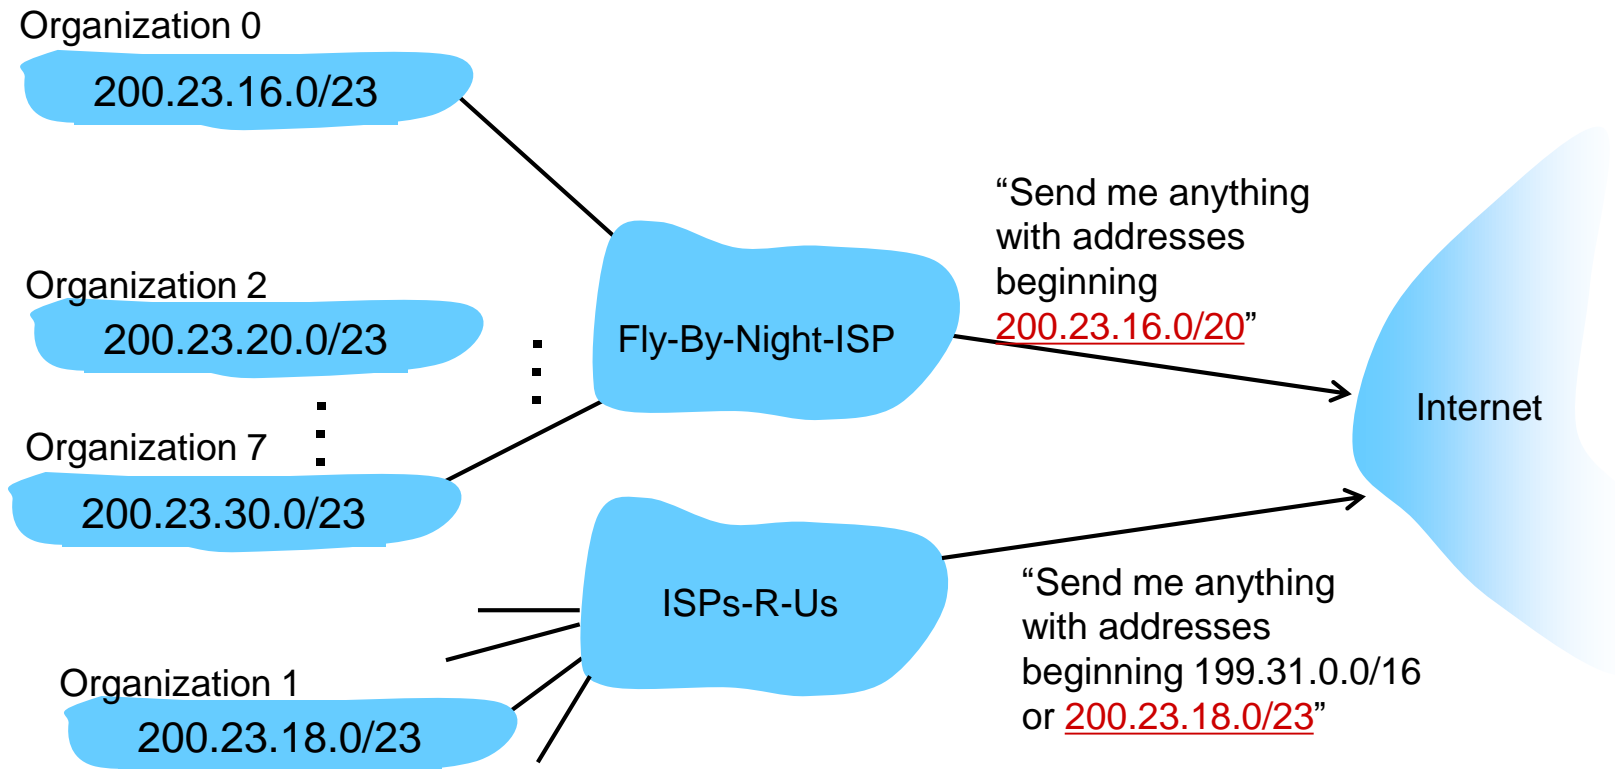 Organization 0
200.23.16.0/23
Organization 2
200.23.20.0/23
Organization 7
200.23.30.0/23
Fly-By-Night-ISP
“Send me anything
with addresses
beginning
200.23.16.0/20”
Internet
ISPs-R-Us
Organization 1
200.23.18.0/23
“Send me anything
with addresses
beginning 199.31.0.0/16
or 200.23.18.0/23”